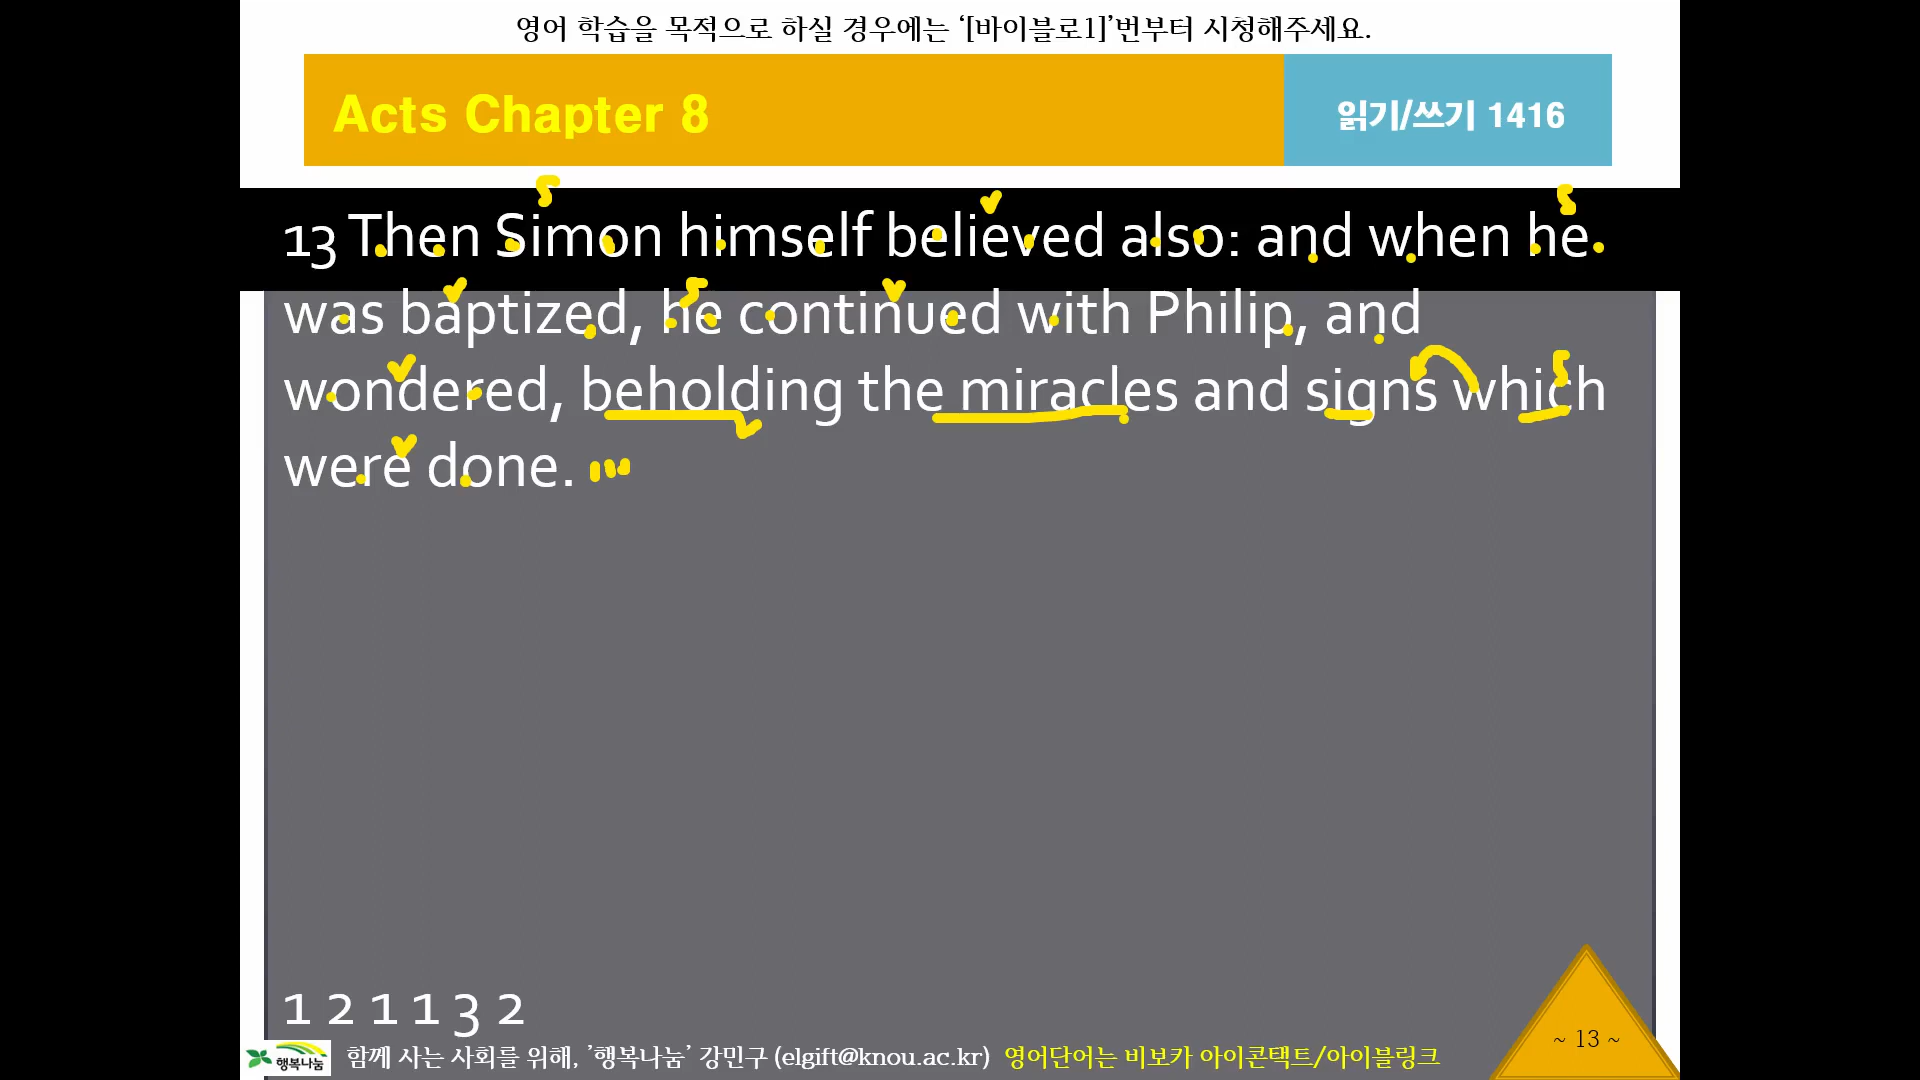 영어 학습을 목적으로 하실 경우에는 ‘[바이블로1]’번부터 시청해주세요.
Acts Chapter 8
읽기/쓰기 1416
13 Then Simon himself believed also: and when he
was baptized, he continued with Philip, and
wondered, beholding the miracles and signs which
were done.
1 2 1 1 3 2
~ 13 ~
행복나눔
함께 사는 사회를 위해, ’행복나눔’ 강민구 (elgift@knou.ac.kr) 영어단어는 비보카 아이콘택트/아이블링크